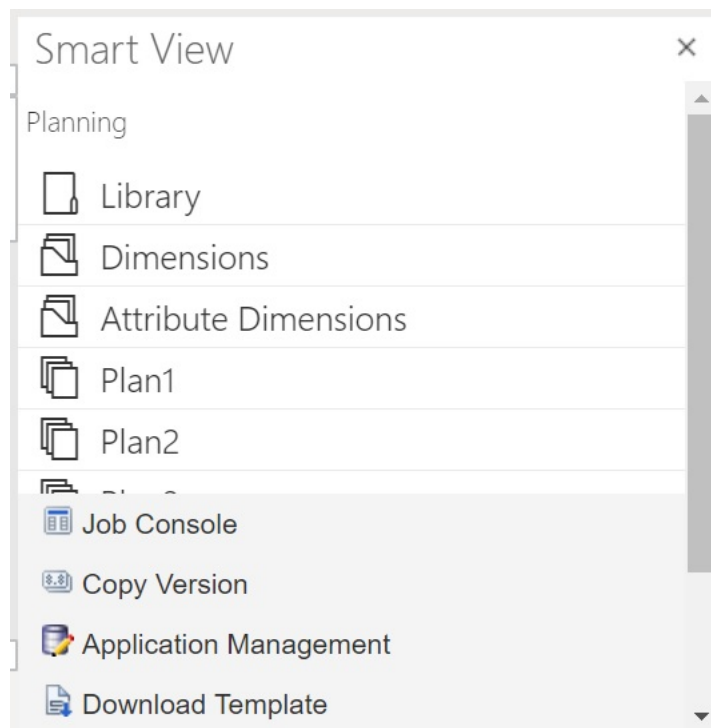 Smart View
Planning
Library
Dimensions
Attribute Dimensions
Plan1
Plan2
Job Console
Copy Version
Application Management
Download Template